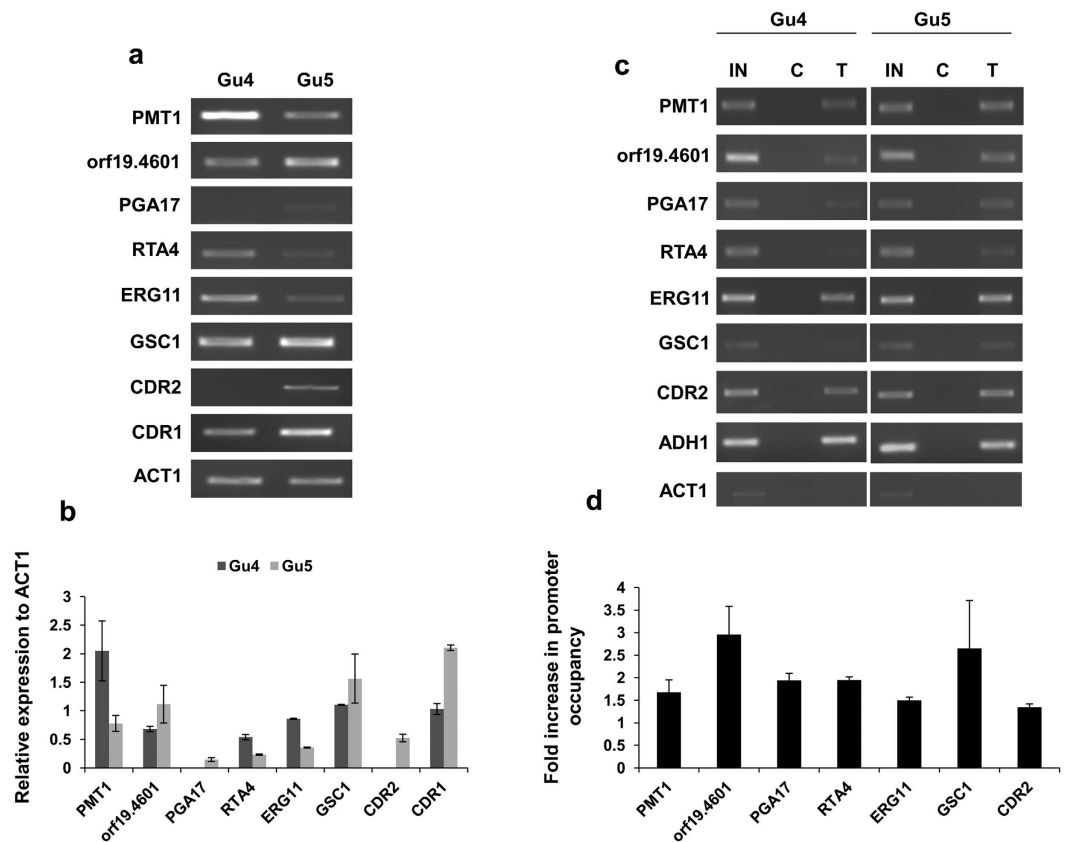 a
Gu4 Gu5
PMT1
orf19.4601
PGA17
RTA4
ERG11
GSC1
CDR2
CDR1
ACT1
b
Relative expression to ACT1
Gu4 Gu5
3
2.5
2
1.5
1
0.5
0
PMT1 orf19.4601 PGA17 RTA4 ERG11 GSC1 CDR2 CDR1
c
Gu4 Gu5
IN C T IN C T
PMT1
orf19.4601
PGA17
RTA4
ERG11
GSC1
CDR2
ADH1
ACT1
d
Fold increase in promoter
occupancy
4
3.5
3
2.5
2
1.5
1
0.5
0
PMT1 orf19.4601 PGA17 RTA4 ERG11 GSC1 CDR2